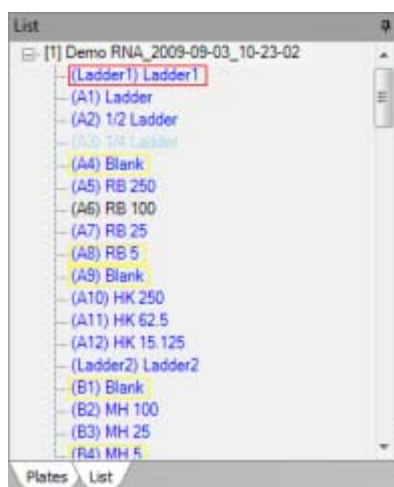 List
[1] Demo RNA_2009-09-03_10-23-02
(Ladder1) Ladder1
(A1) Ladder
(A2) 1/2 Ladder
(A3) 1/4 Ladder
(A4) Blank
(A5) RB 250
(A6) RB 100
(A7) RB 25
(A8) RB 5
(A9) Blank
(A10) HK 250
(A11) HK 62.5
(A12) HK 15.125
(Ladder2) Ladder2
(B1) Blank
(B2) MH 100
(B3) MH 25
(B4) MH 5
Plates List